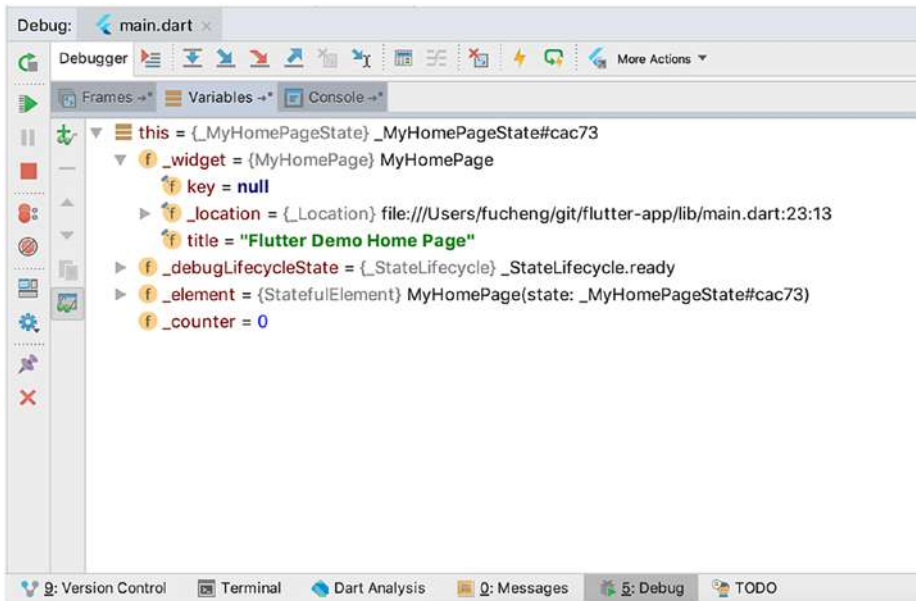 Debug: main.dart ×
Debugger More Actions
Frames →* Variables →* Console →*
this = {_MyHomePageState} _MyHomePageState#cac73
f _widget = {MyHomePage} MyHomePage
f key = null
f _location = {_Location} file:///Users/fucheng/git/flutter-app/lib/main.dart:23:13
f title = "Flutter Demo Home Page"
f _debugLifecycleState = {_StateLifecycle} _StateLifecycle.ready
f _element = {StatefulElement} MyHomePage(state: _MyHomePageState#cac73)
f _counter = 0
9: Version Control Terminal Dart Analysis 0: Messages 5: Debug TODO